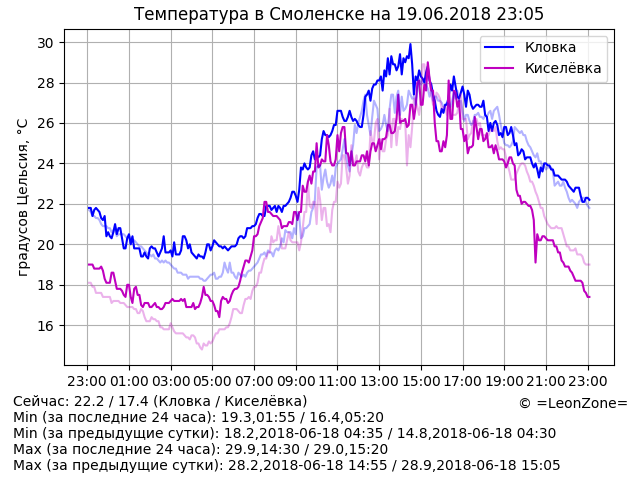 Температура в Смоленске на 19.06.2018 23:05
градусов Цельсия, °C
30
28
26
24
22
20
18
16
Кловка
Киселёвка
23:00 01:00 03:00 05:00 07:00 09:00 11:00 13:00 15:00 17:00 19:00 21:00 23:00
Сейчас: 22.2 / 17.4 (Кловка / Киселёвка)
© =LeonZone=
Min (за последние 24 часа): 19.3,01:55 / 16.4,05:20
Min (за предыдущие сутки): 18.2,2018-06-18 04:35 / 14.8,2018-06-18 04:30
Max (за последние 24 часа): 29.9,14:30 / 29.0,15:20
Max (за предыдущие сутки): 28.2,2018-06-18 14:55 / 28.9,2018-06-18 15:05